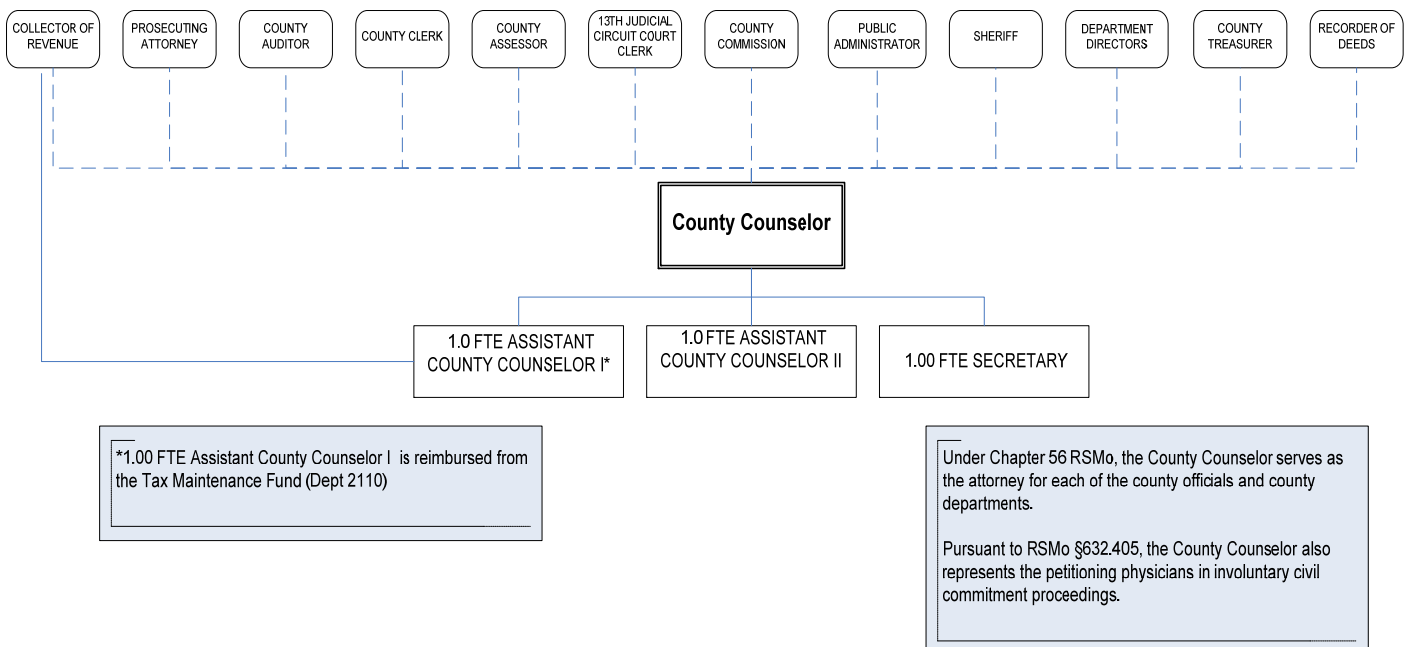 COLLECTOR OF
REVENUE
PROSECUTING
ATTORNEY
COUNTY
AUDITOR
COUNTY CLERK
COUNTY
ASSESSOR
13TH JUDICIAL
CIRCUIT COURT
CLERK
COUNTY
COMMISSION
PUBLIC
ADMINISTRATOR
SHERIFF
DEPARTMENT
DIRECTORS
COUNTY
TREASURER
RECORDER OF
DEEDS
County Counselor
1.0 FTE ASSISTANT
COUNTY COUNSELOR I*
1.0 FTE ASSISTANT
COUNTY COUNSELOR II
1.00 FTE SECRETARY
*1.00 FTE Assistant County Counselor I is reimbursed from
the Tax Maintenance Fund (Dept 2110)
Under Chapter 56 RSMo, the County Counselor serves as
the attorney for each of the county officials and county
departments.
Pursuant to RSMo §632.405, the County Counselor also
represents the petitioning physicians in involuntary civil
commitment proceedings.